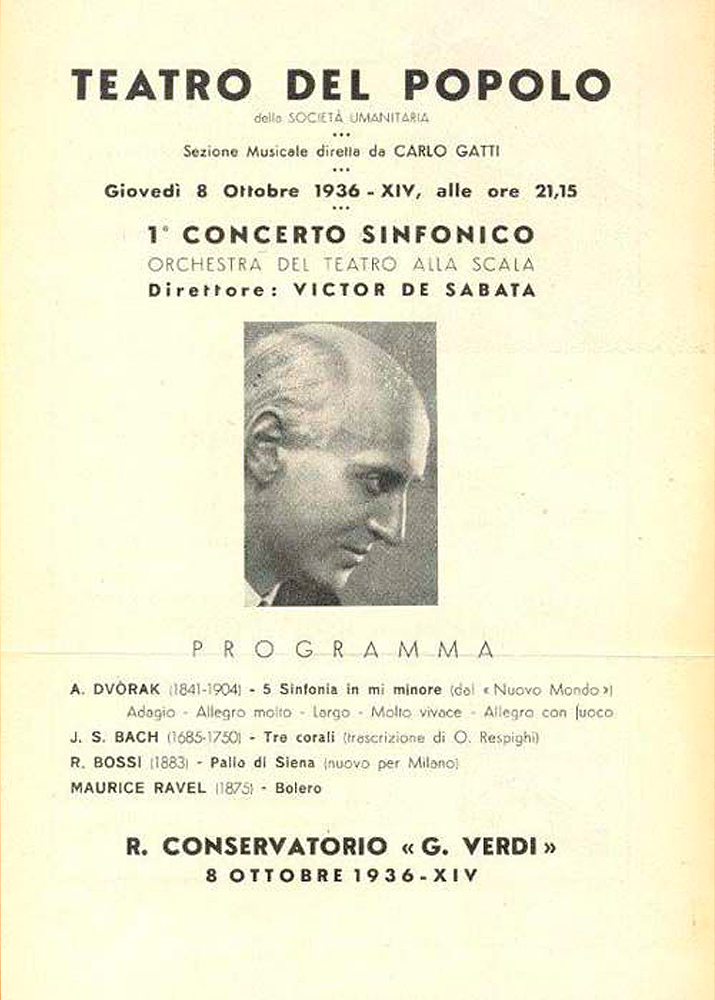 TEATRO DEL POPOLO
della SOCIETÀ UMANITARIA
Sezione Musicale diretta da CARLO GATTI
Giovedì 8 Ottobre 1936 - XIV, alle ore 21,15
1° CONCERTO SINFONICO
ORCHESTRA DEL TEATRO ALLA SCALA
Direttore: VICTOR DE SABATA
PROGRAMMA
A. DVÒRAK (1841-1904) - 5 Sinfonia in mi minore (dal «Nuovo Mondo»)
Adagio - Allegro molto - Largo - Molto vivace - Allegro con fuoco
J. S. BACH (1685-1750) - Tre corali (trascrizione di O. Respighi)
R. BOSSI (1883) - Palio di Siena (nuovo per Milano)
MAURICE RAVEL (1875) - Bolero
R. CONSERVATORIO « G. VERDI »
8 OTTOBRE 1936-XIV